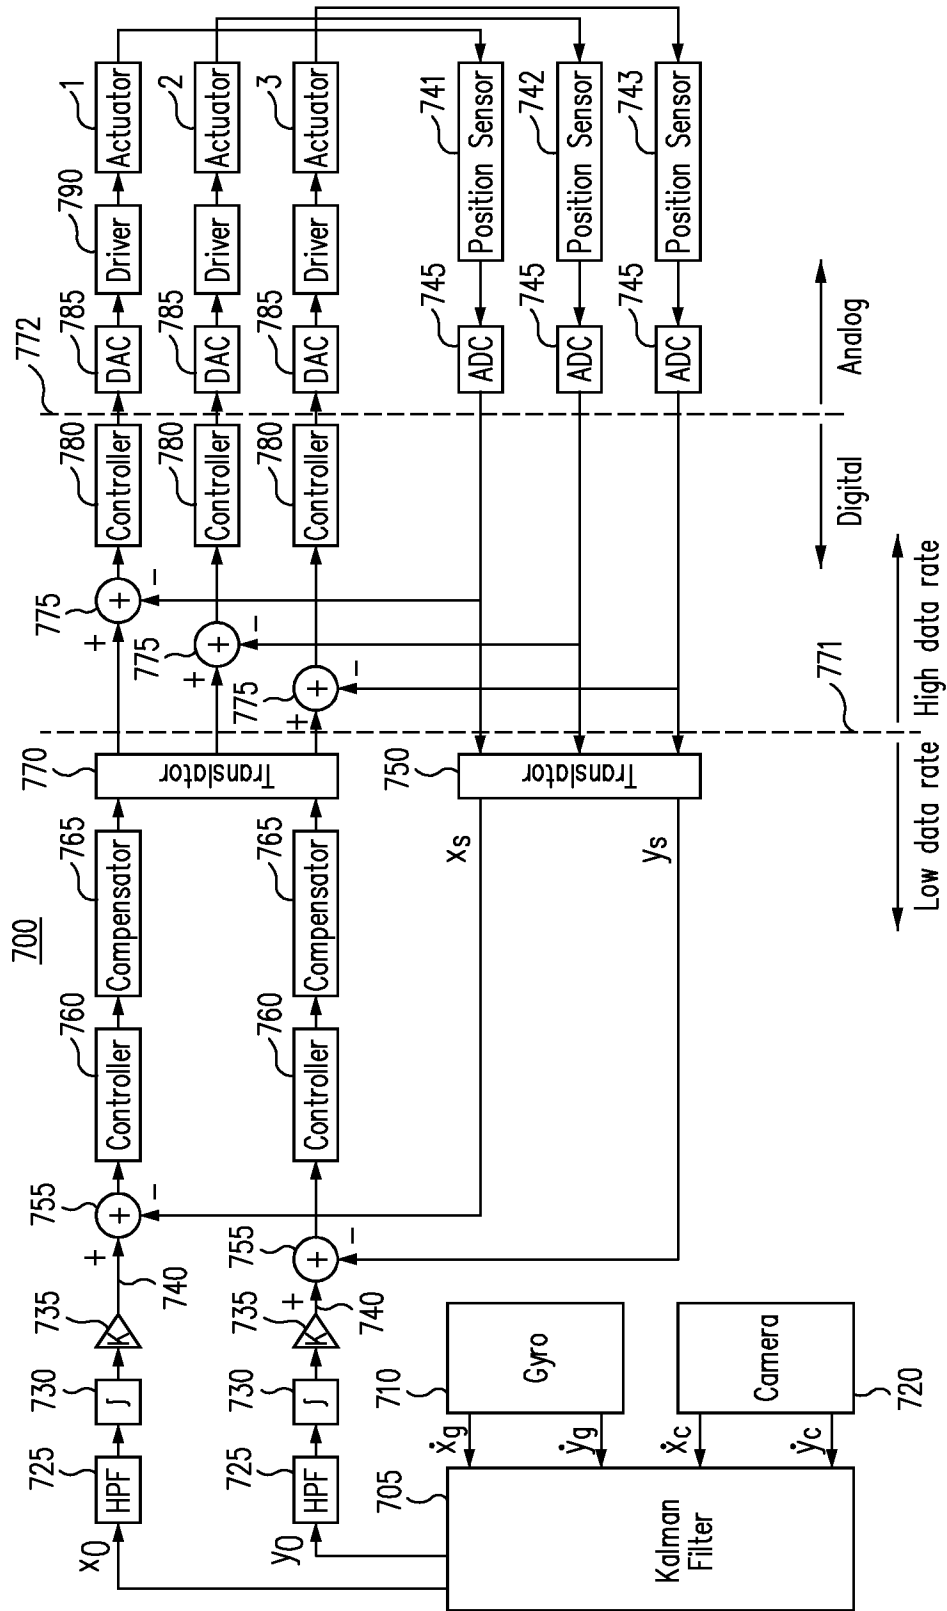 700
x0
HPF
725
∫
730
K
735
740
+
755
+
−
Controller
760
Compensator
765
Translator
770
+
775
+
−
Controller
780
772
DAC
785
Driver
790
Actuator
1
+
775
+
−
Controller
780
DAC
785
Driver
Actuator
2
y0
HPF
725
∫
730
K
735
740
+
755
+
−
Controller
760
Compensator
765
+
775
+
−
Controller
780
DAC
785
Driver
Actuator
3
Kalman
Filter
705
ẋg
ẏg
Gyro
710
ẋc
ẏc
Camera
720
xs
ys
Translator
750
ADC
745
Position Sensor
741
ADC
745
Position Sensor
742
ADC
745
Position Sensor
743
771
Low data rate
High data rate
Digital
Analog